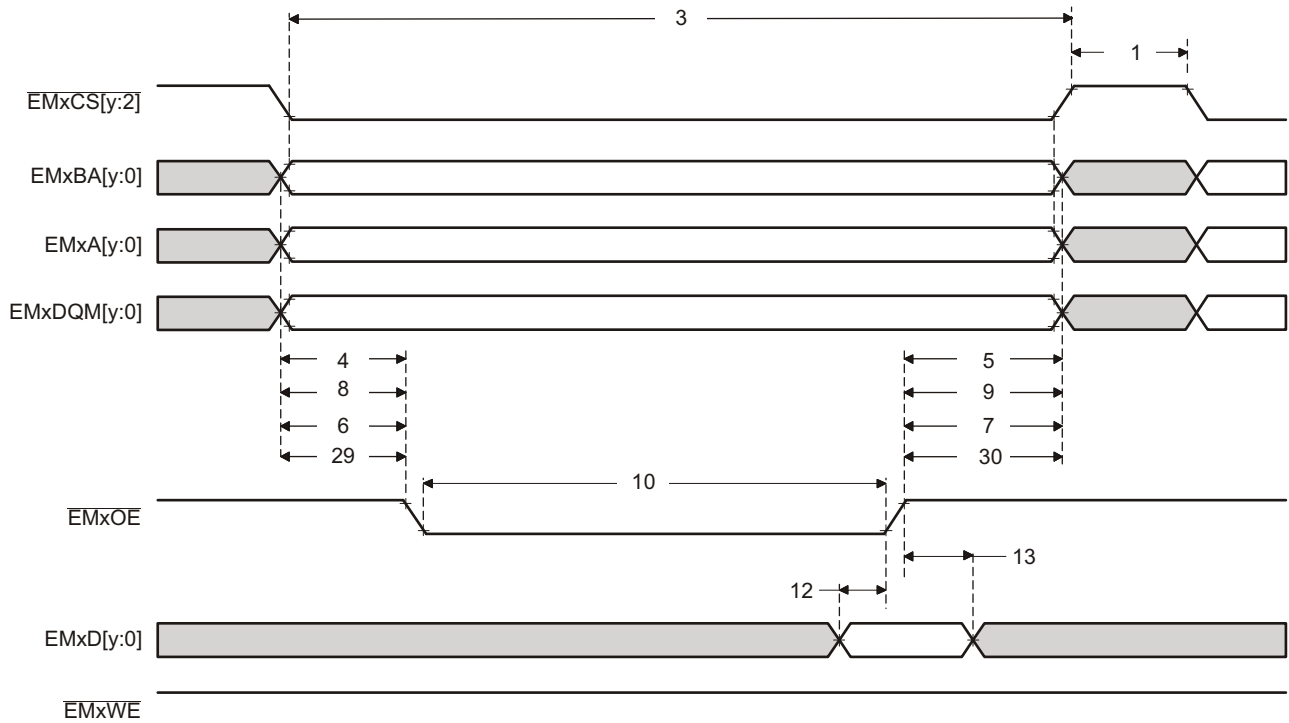 3
1
EMxCS[y:2]
EMxBA[y:0]
EMxA[y:0]
EMxDQM[y:0]
4 5
8 9
6 7
29 30
10
EMxOE
13
12
EMxD[y:0]
EMxWE